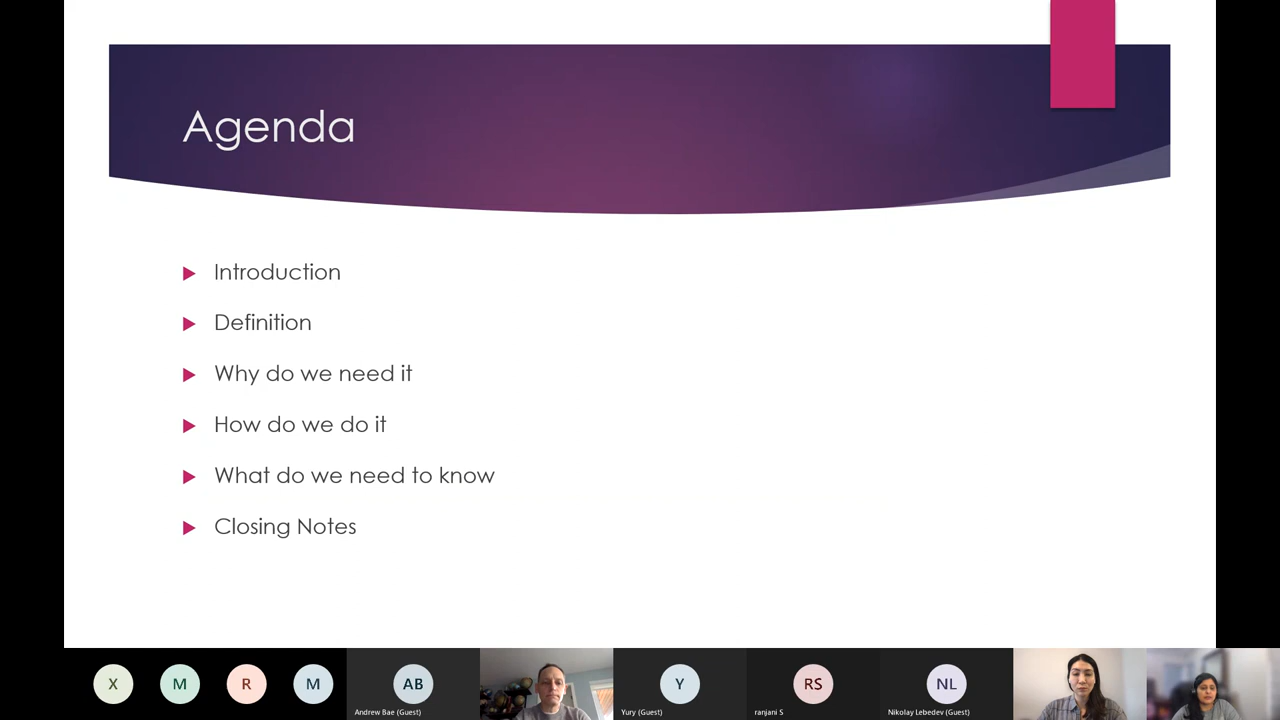 Agenda
Introduction
Definition
Why do we need it
How do we do it
What do we need to know
Closing Notes
X
M
R
M
AB
Andrew Bae (Guest)
Y
Yury (Guest)
RS
ranjani S
NL
Nikolay Lebedev (Guest)